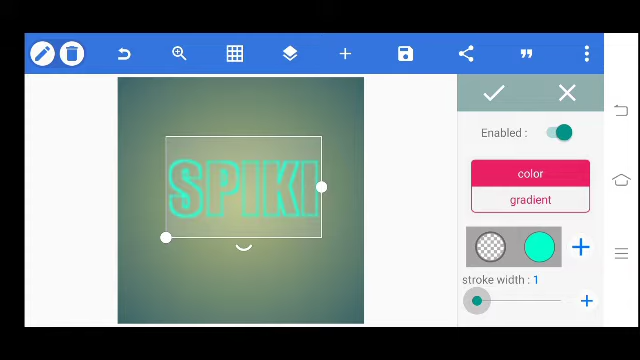 Enabled :
color
gradient
SPIKI
stroke width : 1